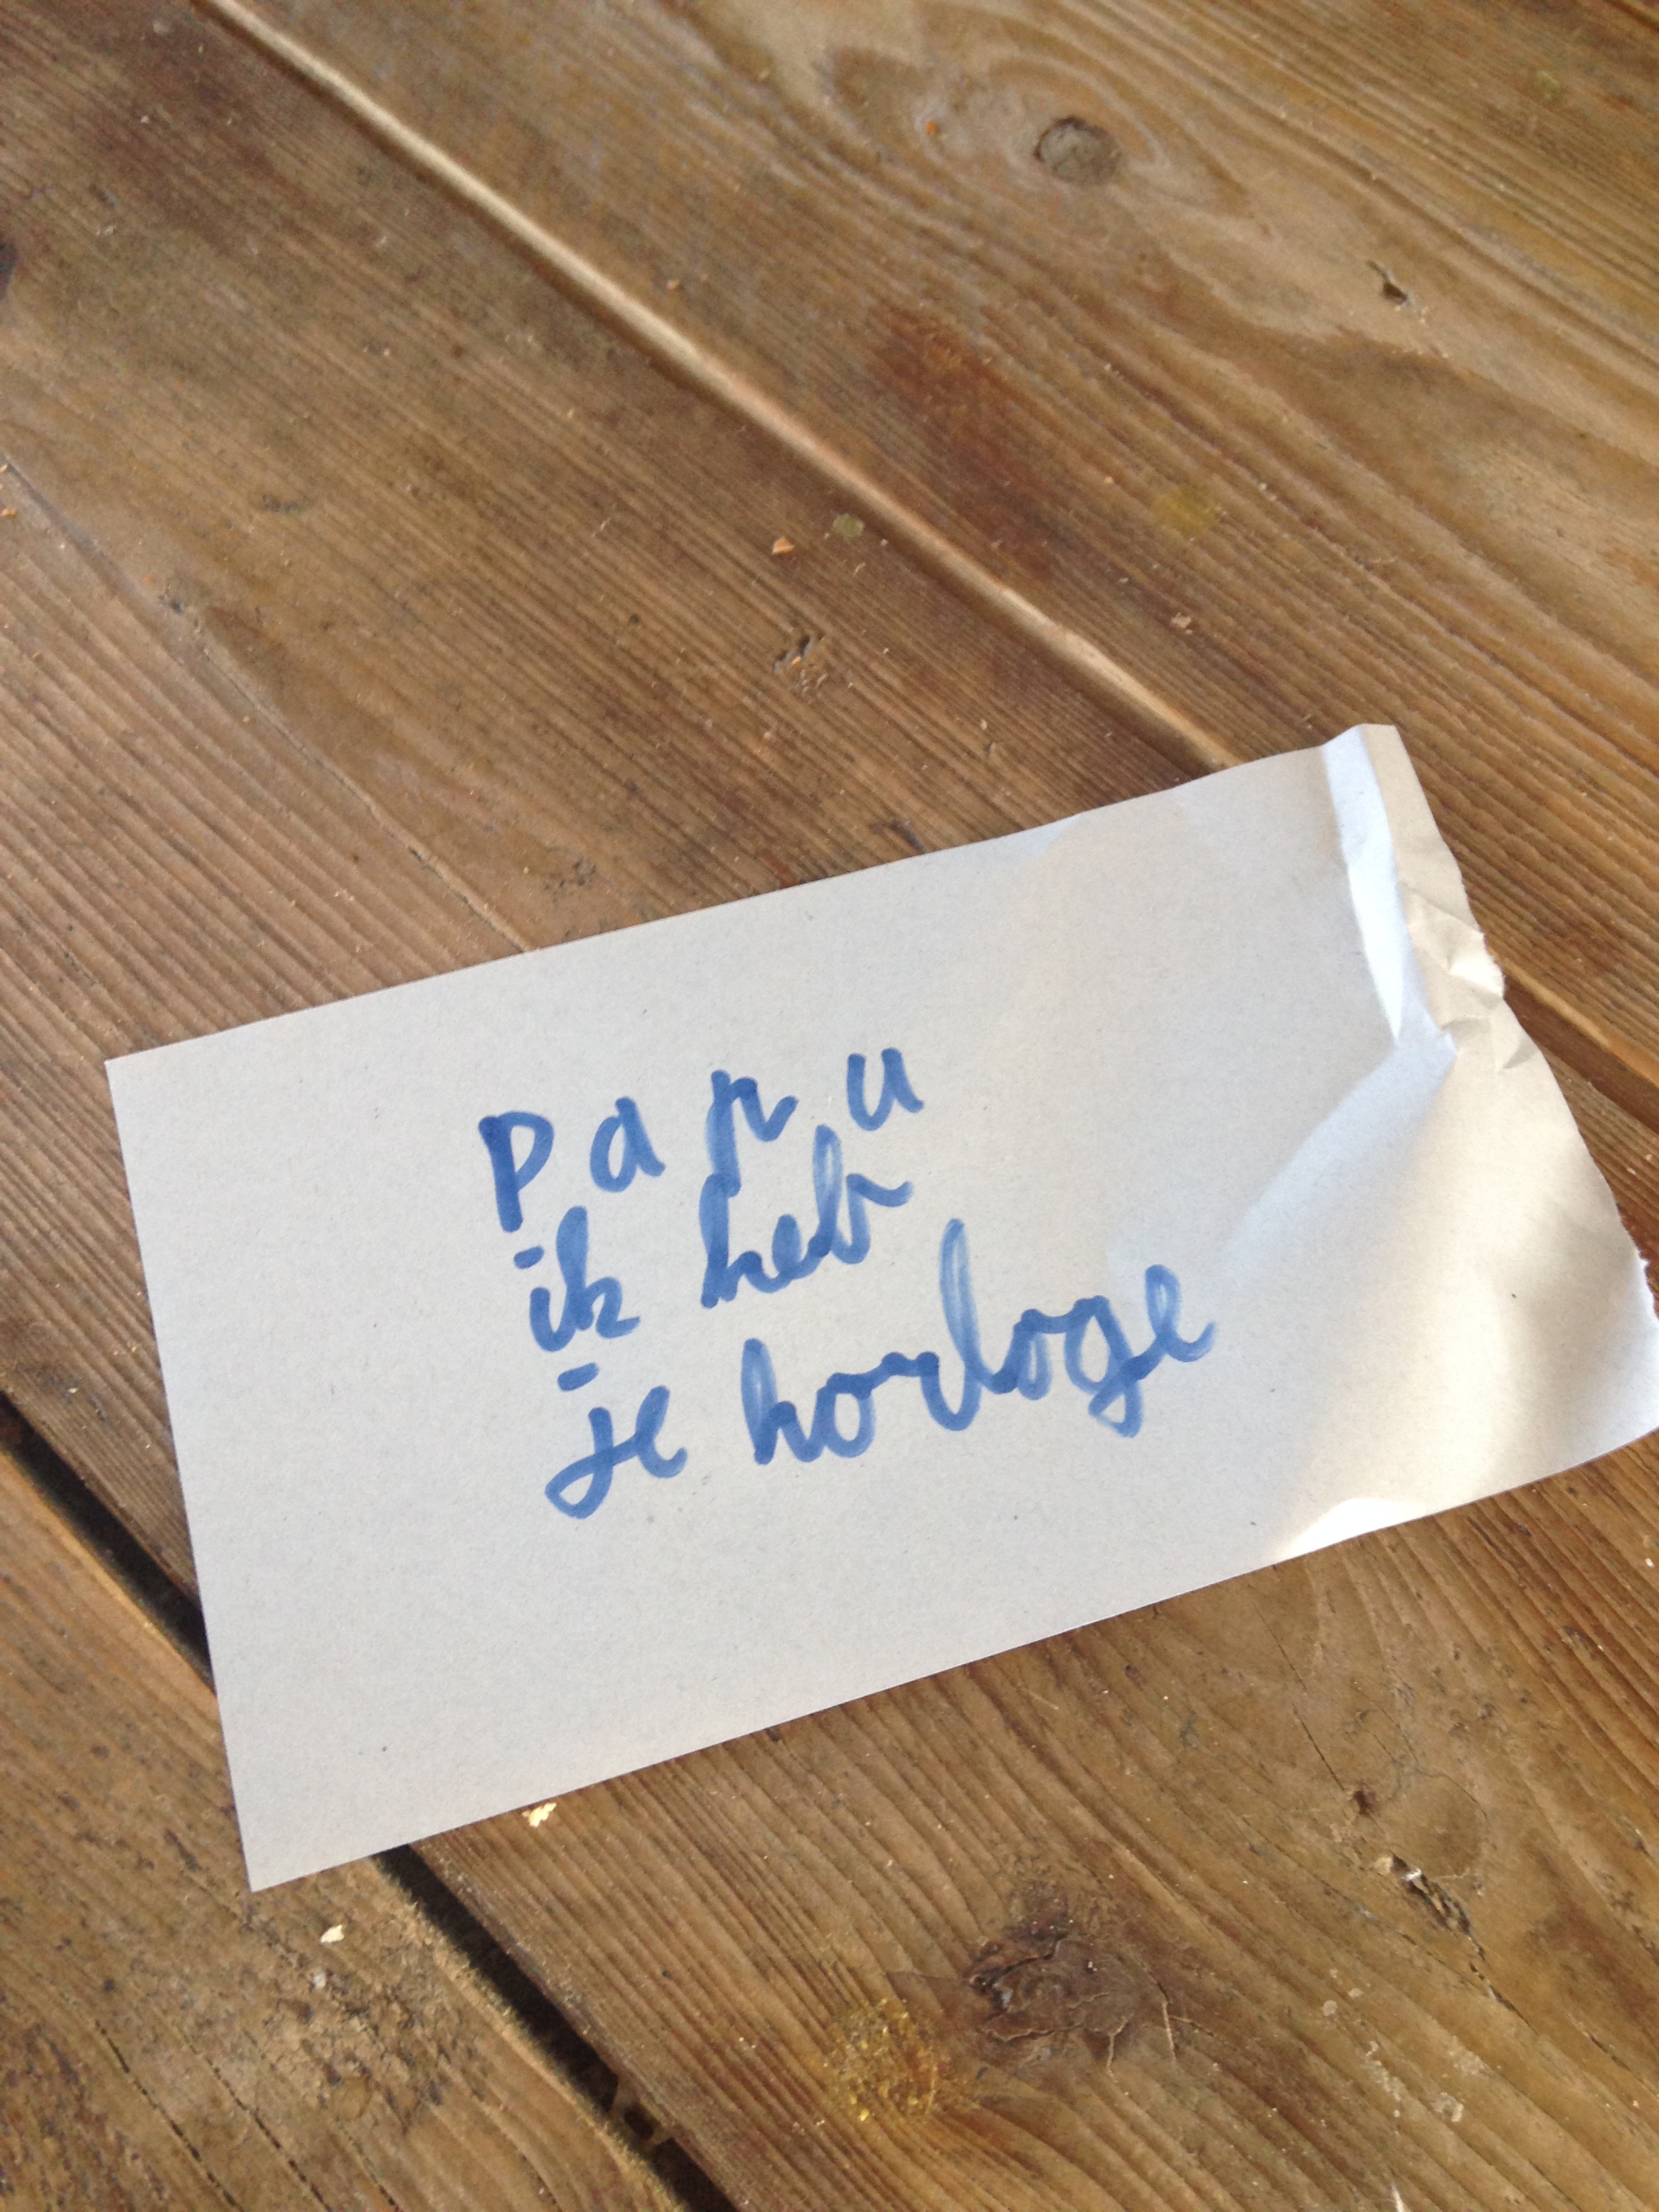 Papu
ik heb
je horloge